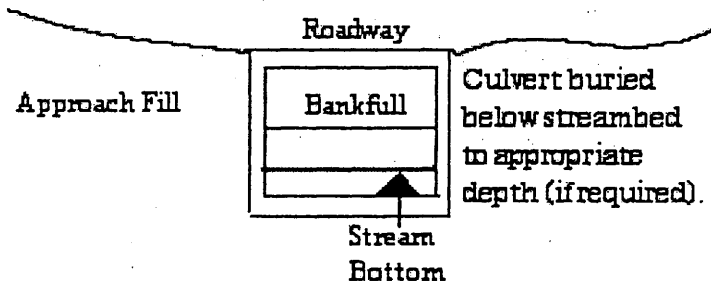 Roadway
Approach Fill
Bankfull
Culvert buried
below streambed
to appropriate
depth (if required).
Stream
Bottom